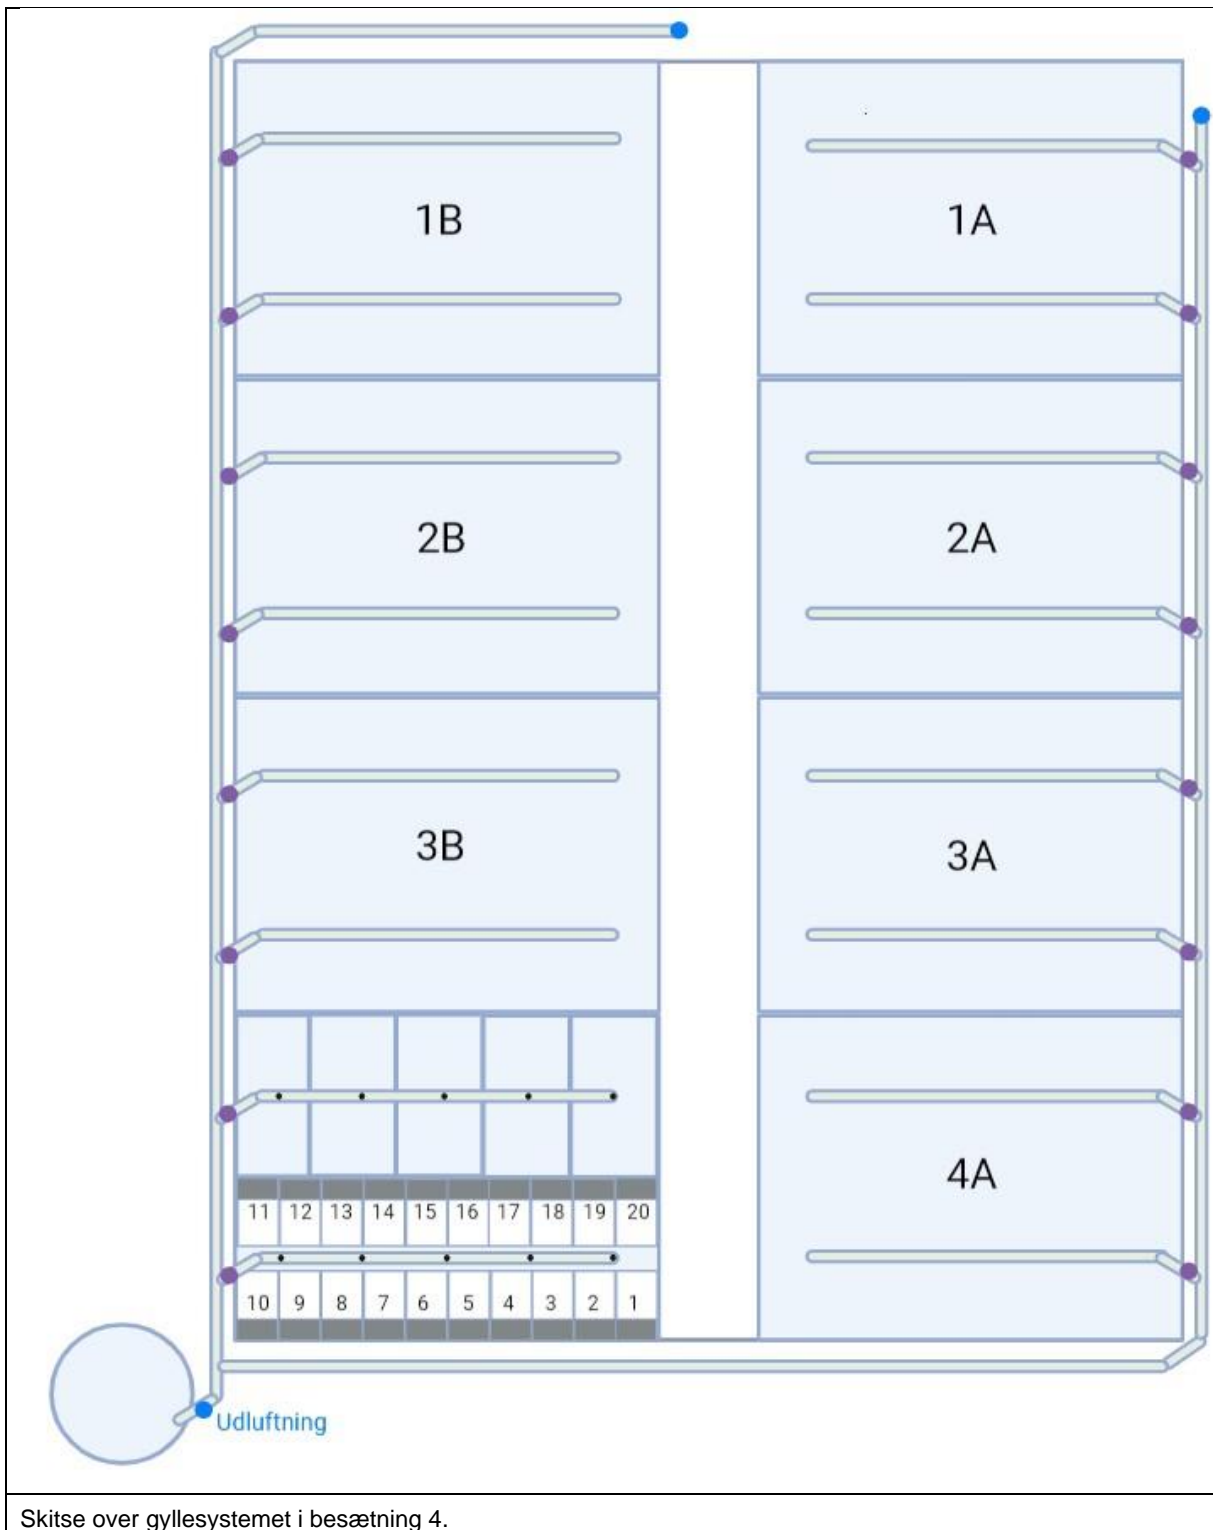 1B
1A
2B
2A
3B
3A
4A
11 12 13 14 15 16 17 18 19 20
10 9 8 7 6 5 4 3 2 1
Udluftning
Skitse over gyllesystemet i besætning 4.